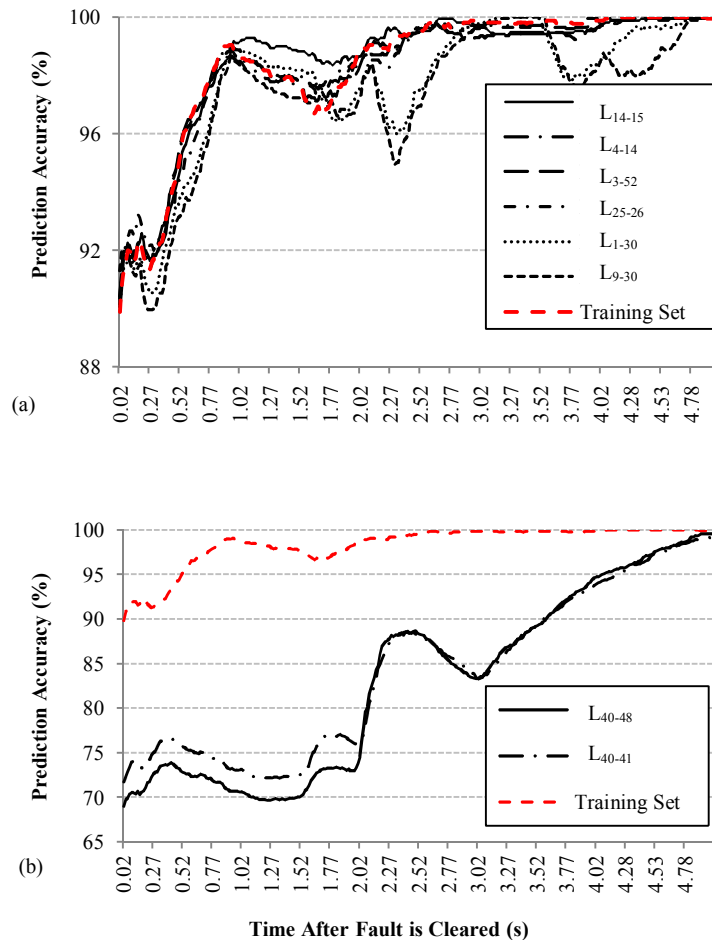 100
96
92
88
Prediction Accuracy (%)
L14-15
L4-14
L3-52
L25-26
L1-30
L9-30
Training Set
0.02 0.27 0.52 0.77 1.02 1.27 1.52 1.77 2.02 2.27 2.52 2.77 3.02 3.27 3.52 3.77 4.02 4.28 4.53 4.78
(a)
100
95
90
85
80
75
70
65
Prediction Accuracy (%)
L40-48
L40-41
Training Set
0.02 0.27 0.52 0.77 1.02 1.27 1.52 1.77 2.02 2.27 2.52 2.77 3.02 3.27 3.52 3.77 4.03 4.28 4.53 4.78
(b)
Time After Fault is Cleared (s)